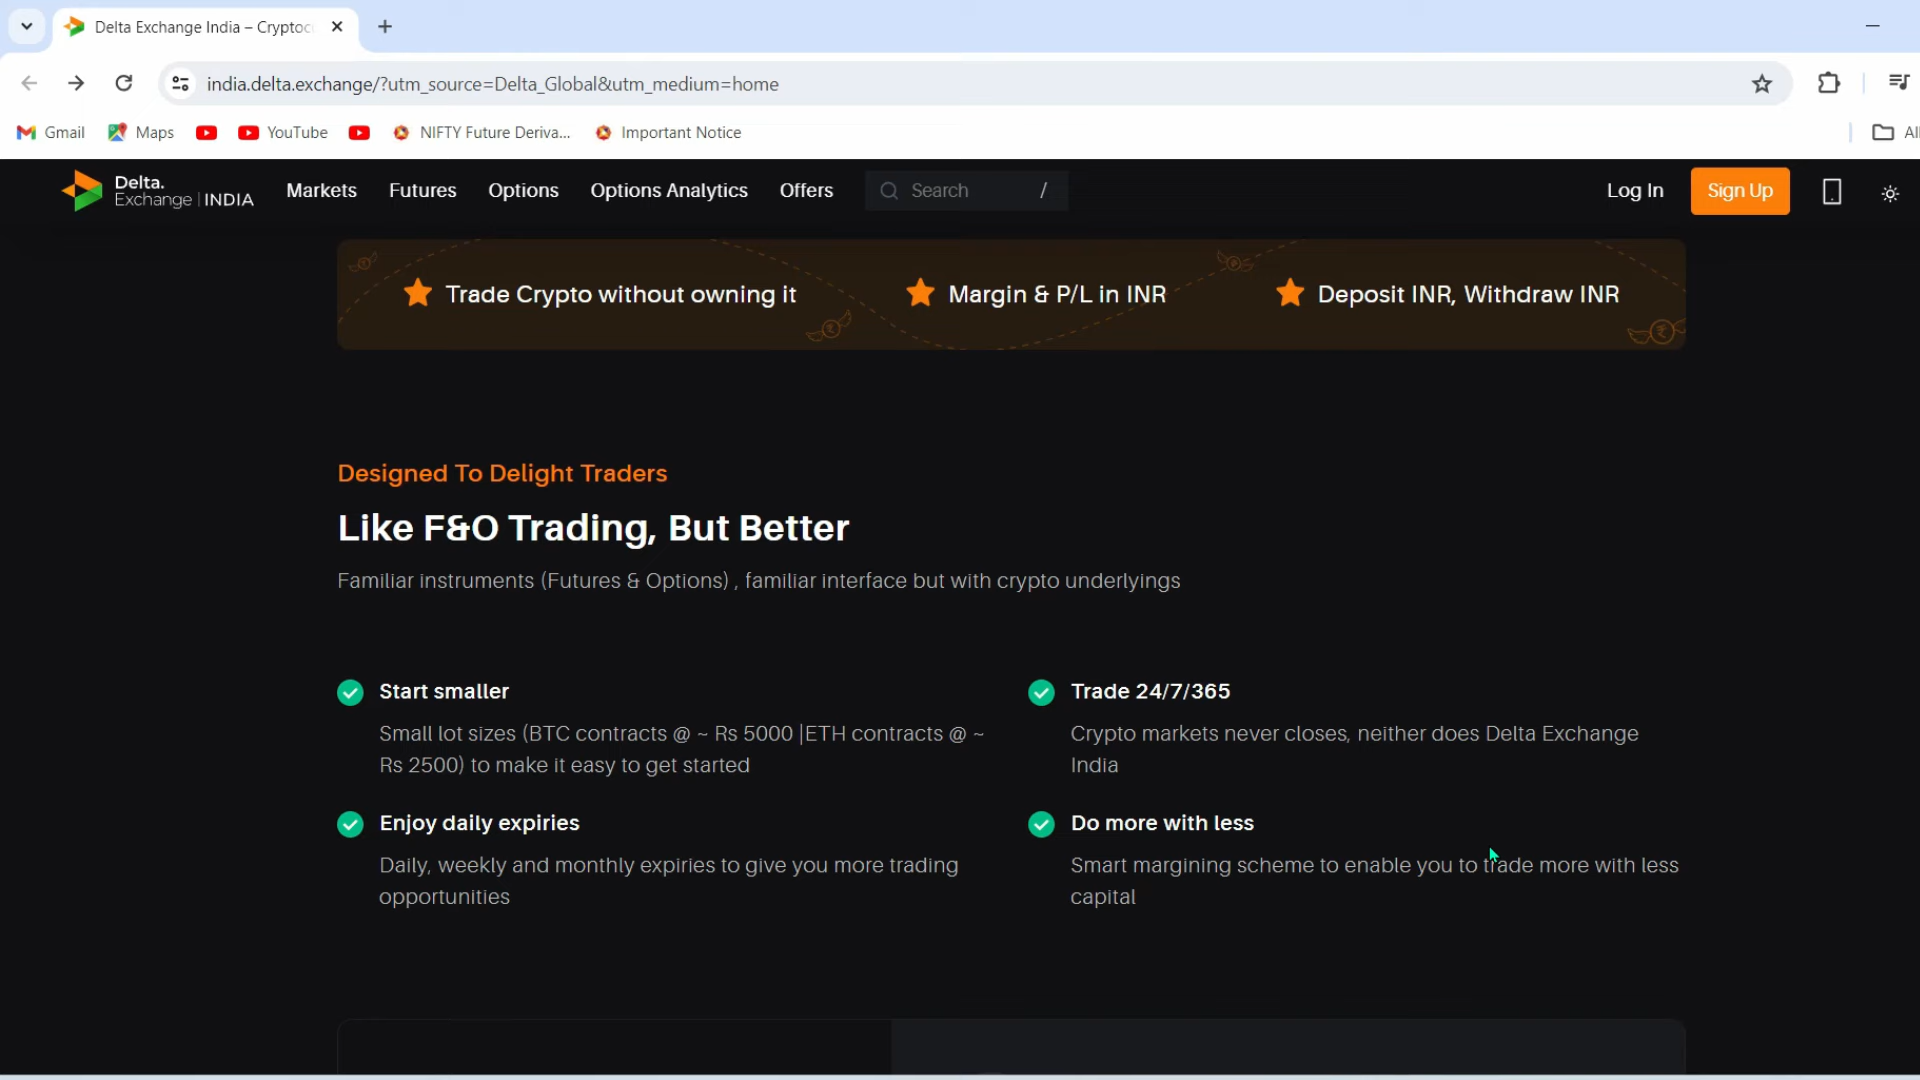 Delta Exchange India – Cryptoc
india.delta.exchange/?utm_source=Delta_Global&utm_medium=home
Gmail
Maps
YouTube
NIFTY Future Deriva...
Important Notice
All
Delta.
Exchange | INDIA
Markets
Futures
Options
Options Analytics
Offers
Search
/
Log In
Sign Up
Trade Crypto without owning it
Margin & P/L in INR
Deposit INR, Withdraw INR
Designed To Delight Traders
Like F&O Trading, But Better
Familiar instruments (Futures & Options) , familiar interface but with crypto underlyings
Start smaller
Small lot sizes (BTC contracts @ ~ Rs 5000 |ETH contracts @ ~
Rs 2500) to make it easy to get started
Trade 24/7/365
Crypto markets never closes, neither does Delta Exchange
India
Enjoy daily expiries
Daily, weekly and monthly expiries to give you more trading
opportunities
Do more with less
Smart margining scheme to enable you to trade more with less
capital